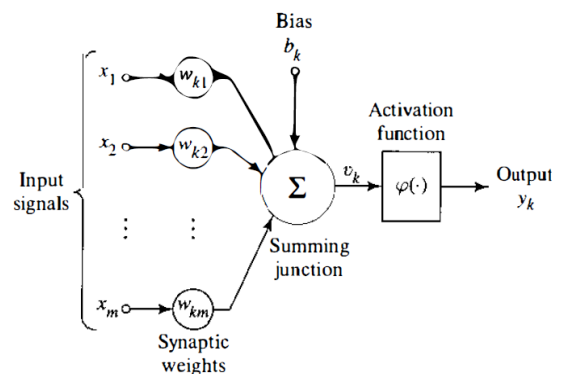 Bias
b_k
x_1
w_k1
Activation
function
x_2
w_k2
Input
signals
Σ
v_k
φ(·)
Output
y_k
⋮
⋮
Summing
junction
x_m
w_km
Synaptic
weights